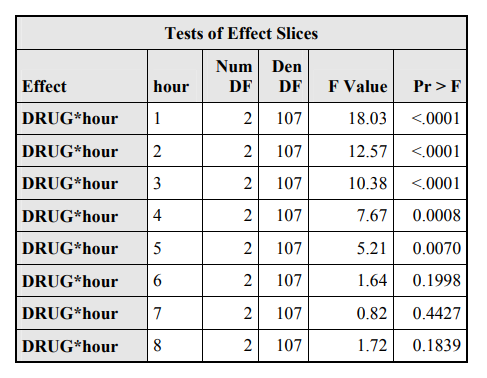 Tests of Effect Slices
Effect hour Num DF Den DF F Value Pr > F
DRUG*hour 1 2 107 18.03 <.0001
DRUG*hour 2 2 107 12.57 <.0001
DRUG*hour 3 2 107 10.38 <.0001
DRUG*hour 4 2 107 7.67 0.0008
DRUG*hour 5 2 107 5.21 0.0070
DRUG*hour 6 2 107 1.64 0.1998
DRUG*hour 7 2 107 0.82 0.4427
DRUG*hour 8 2 107 1.72 0.1839